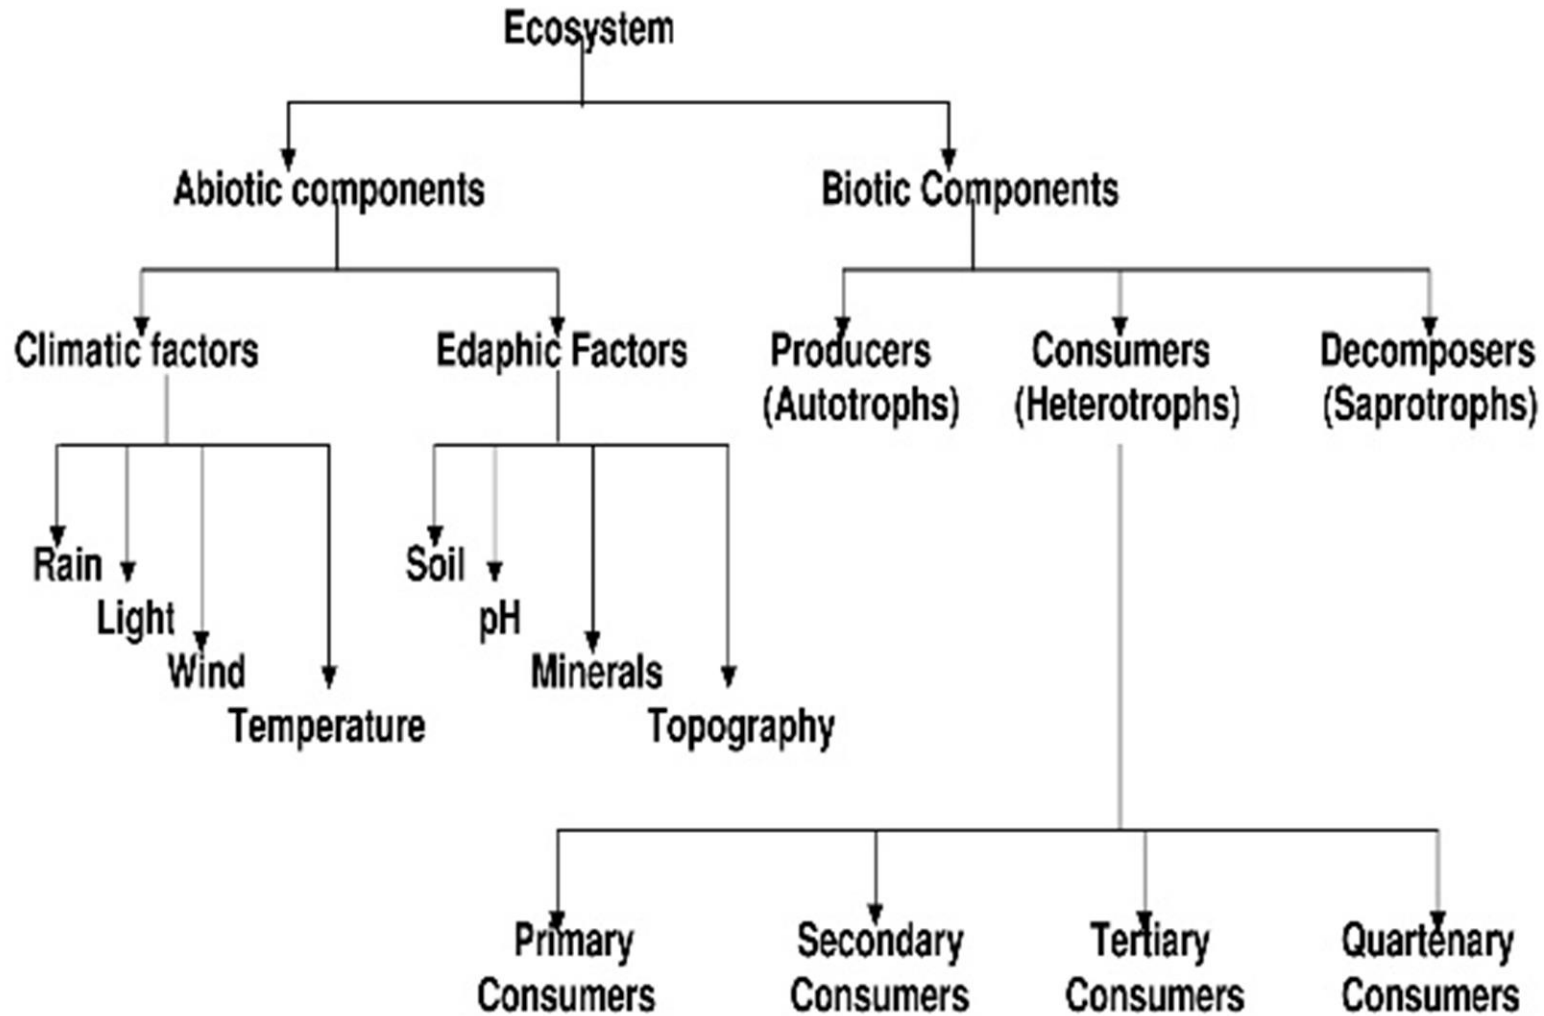 Ecosystem
Abiotic components
Biotic Components
Climatic factors
Edaphic Factors
Producers
(Autotrophs)
Consumers
(Heterotrophs)
Decomposers
(Saprotrophs)
Rain
Light
Wind
Temperature
Soil
pH
Minerals
Topography
Primary
Consumers
Secondary
Consumers
Tertiary
Consumers
Quartenary
Consumers